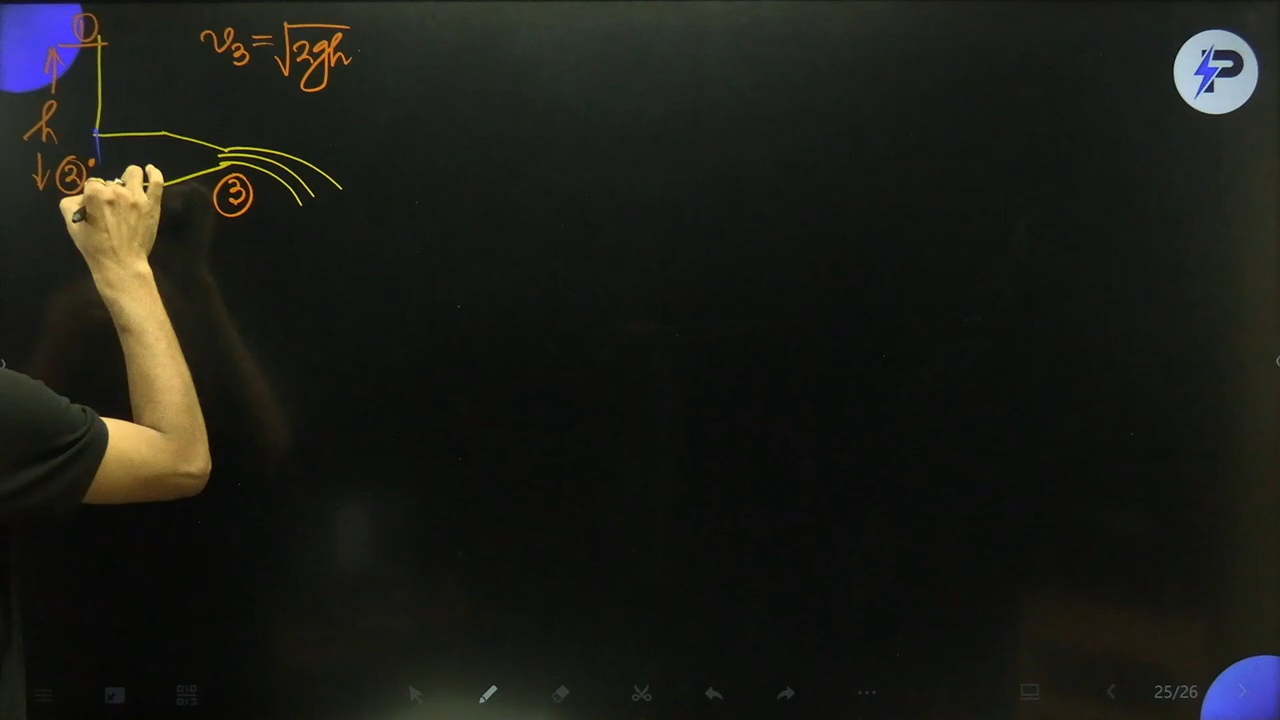 ①
v₃ = √2gh
h
②
③
P
25/26